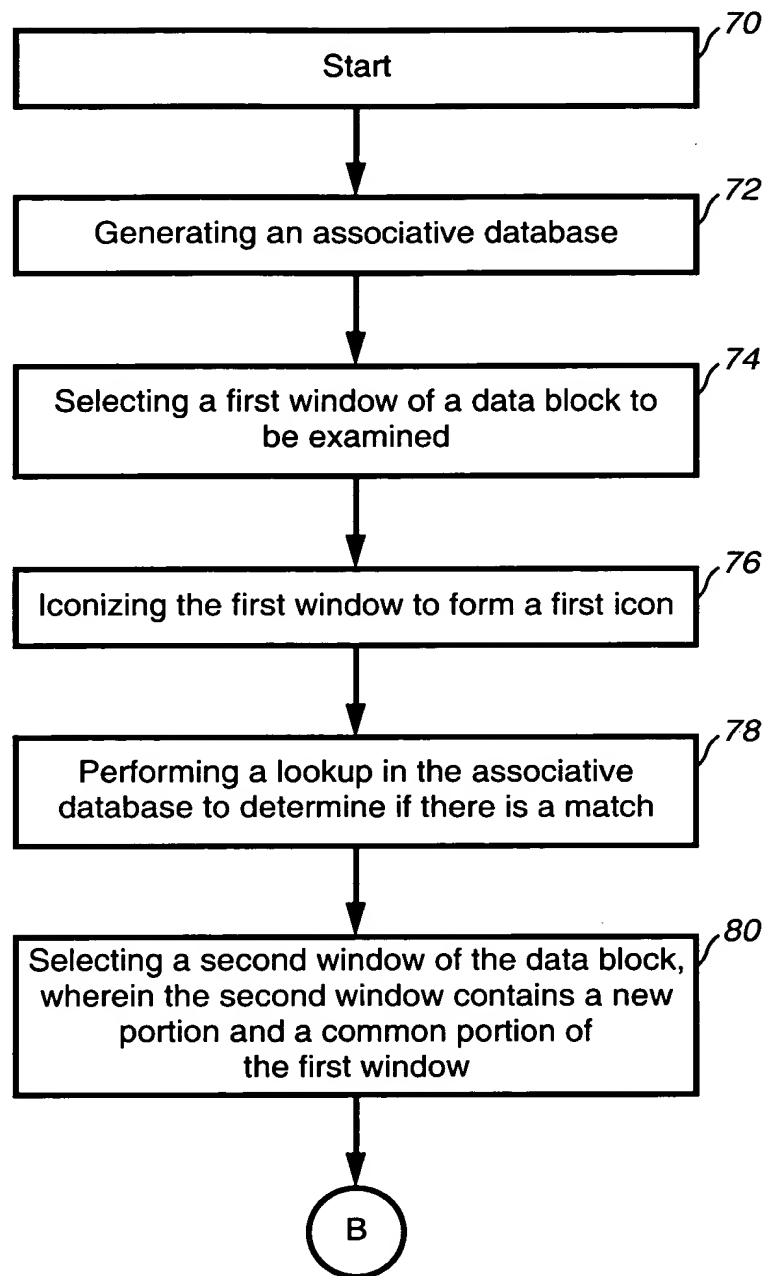 70
Start
72
Generating an associative database
74
Selecting a first window of a data block to
be examined
76
Iconizing the first window to form a first icon
78
Performing a lookup in the associative
database to determine if there is a match
80
Selecting a second window of the data block,
wherein the second window contains a new
portion and a common portion of
the first window
B